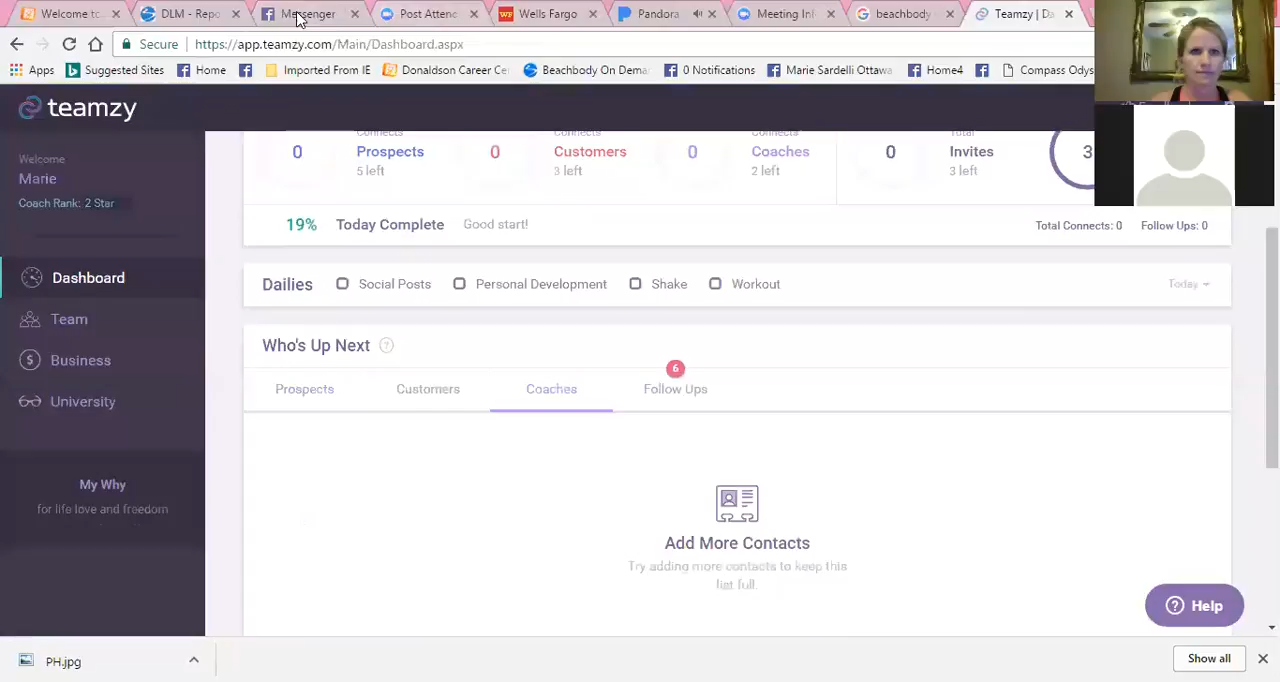 Welcome to
DLM - Repo
Messenger
Post Attend
Wells Fargo
Pandora
Meeting Inf
beachbody
Teamzy | Da
Secure
https://app.teamzy.com/Main/Dashboard.aspx
Apps
Suggested Sites
Home
Imported From IE
Donaldson Career Ce
Beachbody On Dema
0 Notifications
Marie Sardelli Ottawa
Home4
Compass Odys
teamzy
Welcome
Marie
Coach Rank: 2 Star
Dashboard
Team
Business
University
My Why
for life love and freedom
Connects
Connects
Connects
Total
0 Prospects
5 left
0 Customers
3 left
0 Coaches
2 left
0 Invites
3 left
3
19% Today Complete Good start!
Total Connects: 0 Follow Ups: 0
Dailies Social Posts Personal Development Shake Workout Today
Who's Up Next ?
6
Prospects Customers Coaches Follow Ups
Add More Contacts
Try adding more contacts to keep this
list full.
? Help
PH.jpg
Show all